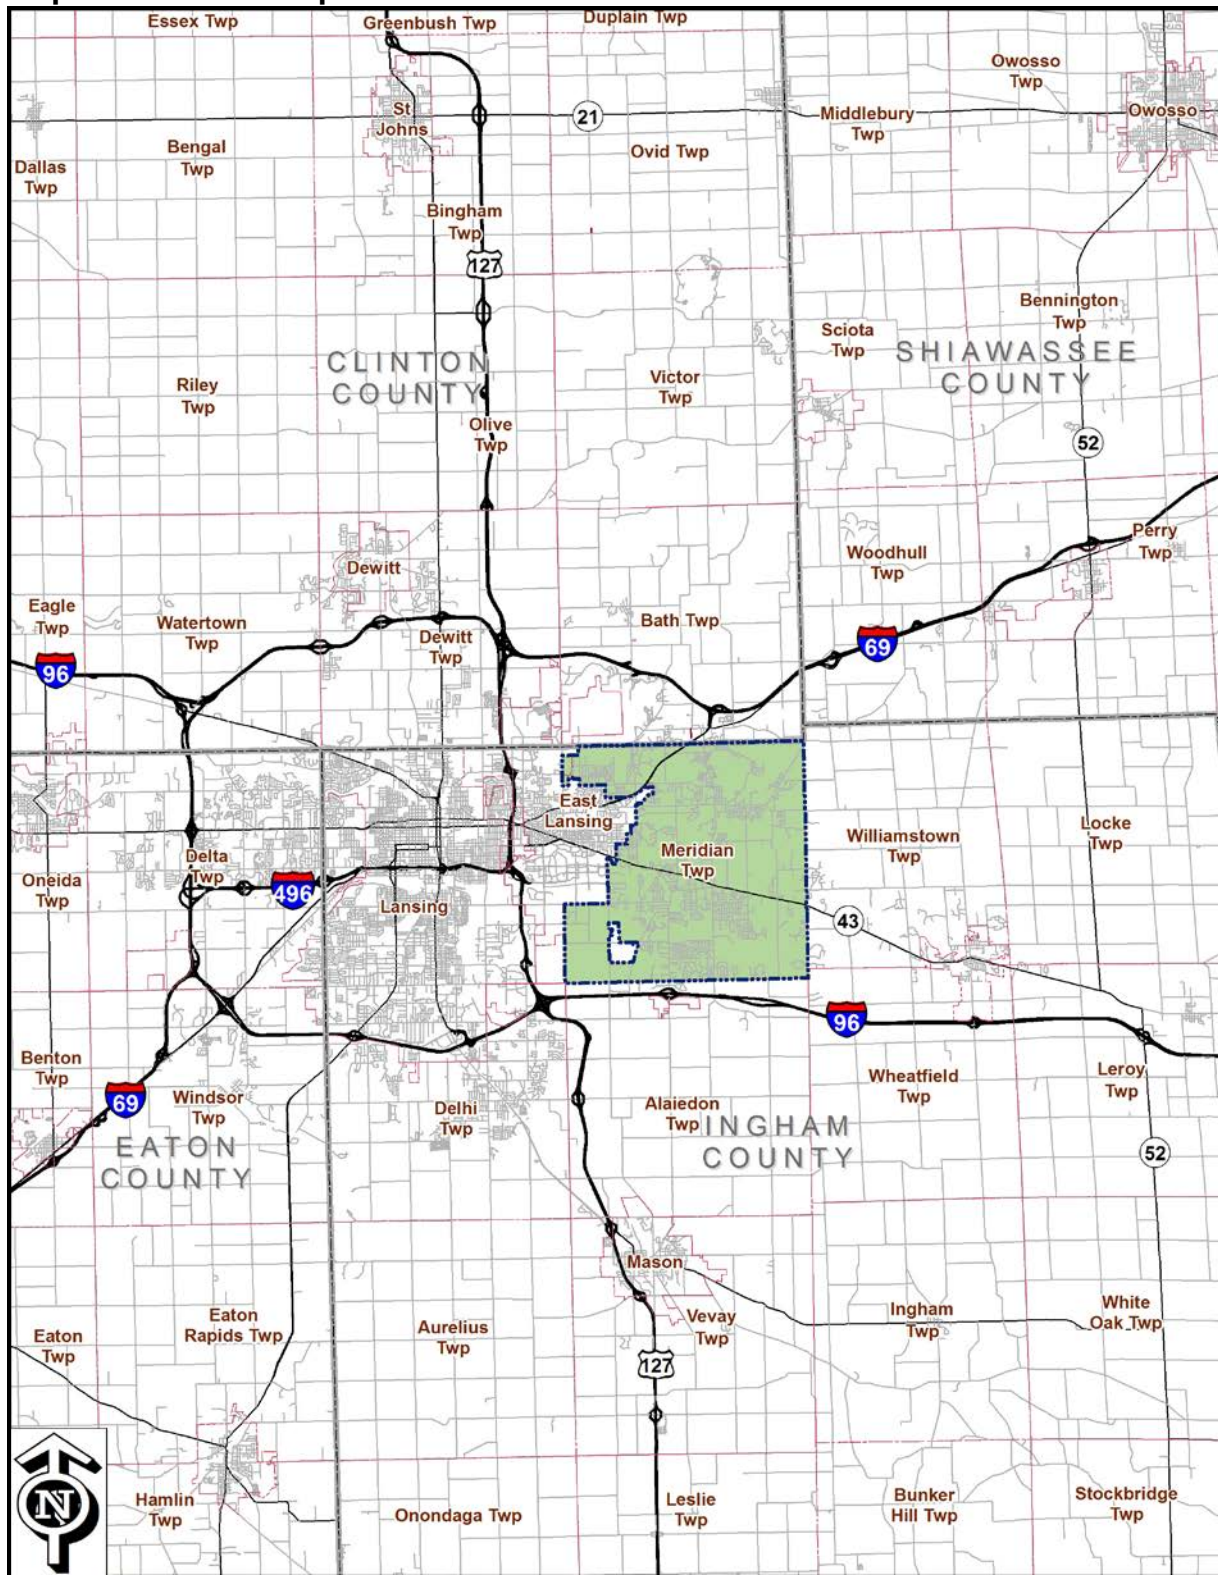 Essex Twp
Greenbush Twp
Duplain Twp
Owosso
Twp
St
Johns
21
Middlebury
Twp
Owosso
Bengal
Twp
Ovid Twp
Dallas
Twp
Bingham
Twp
127
Bennington
Twp
Sciota
Twp
CLINTON
COUNTY
SHIAWASSEE
COUNTY
Riley
Twp
Victor
Twp
Olive
Twp
52
Perry
Twp
Dewitt
Woodhull
Twp
Eagle
Twp
Watertown
Twp
Dewitt
Twp
Bath Twp
69
96
East
Lansing
Meridian
Twp
Williamstown
Twp
Locke
Twp
Delta
Twp
Oneida
Twp
496
Lansing
43
96
Benton
Twp
Windsor
Twp
69
Delhi
Twp
Alaiedon
Twp
Wheatfield
Twp
Leroy
Twp
EATON
COUNTY
INGHAM
COUNTY
52
Mason
Eaton
Twp
Eaton
Rapids Twp
Aurelius
Twp
Vevay
Twp
Ingham
Twp
White
Oak Twp
127
N
Hamlin
Twp
Onondaga Twp
Leslie
Twp
Bunker
Hill Twp
Stockbridge
Twp